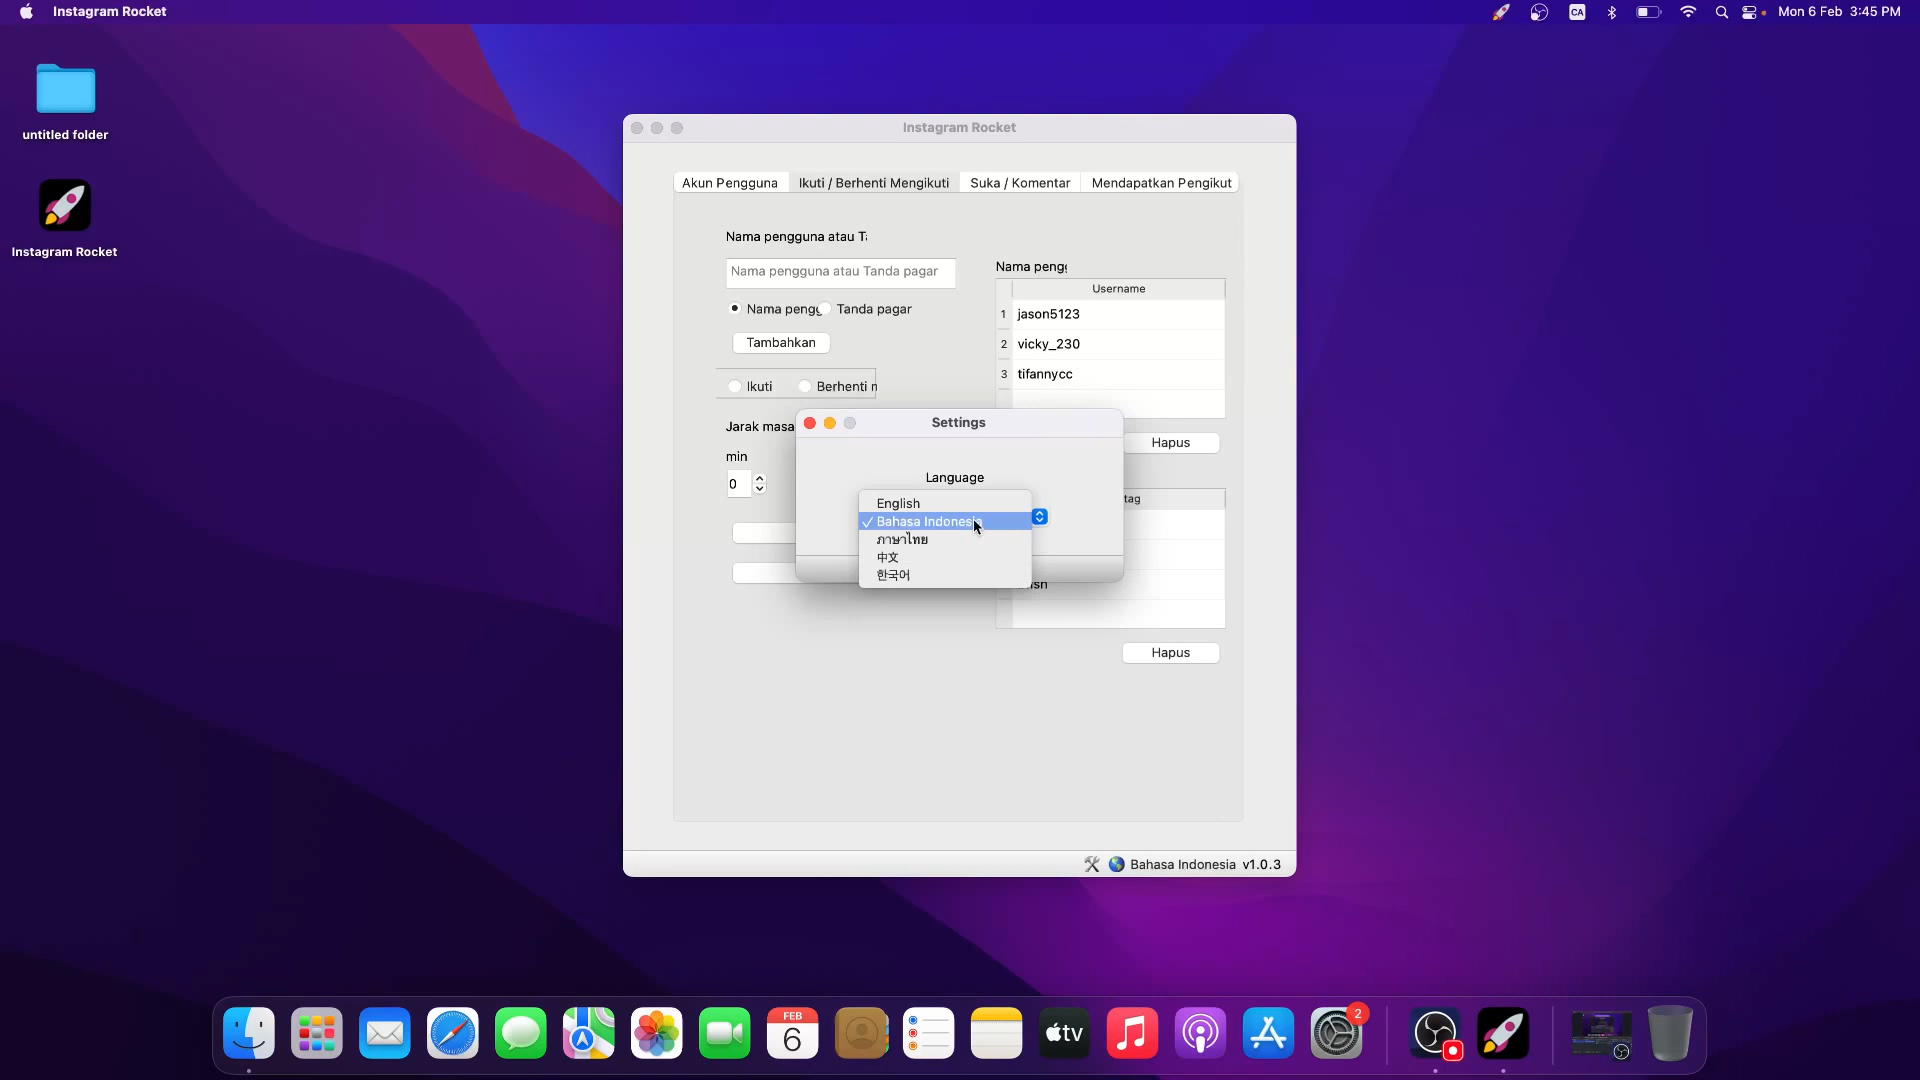 Instagram Rocket
CA
Mon 6 Feb 3:45 PM
untitled folder
Instagram Rocket
Instagram Rocket
Akun Pengguna
Ikuti / Berhenti Mengikuti
Suka / Komentar
Mendapatkan Pengikut
Nama pengguna atau
Nama pengguna atau Tanda pagar
Nama peng
Tanda pagar
Tambahkan
Ikuti
Berhenti
Jarak masa
min
0
Nama peng
Username
1 jason5123
2 vicky_230
3 tifannycc
Hapus
tag
Hapus
Settings
Language
English
✓ Bahasa Indonesia
ภาษาไทย
中文
한국어
Bahasa Indonesia v1.0.3
FEB
6
tv
2